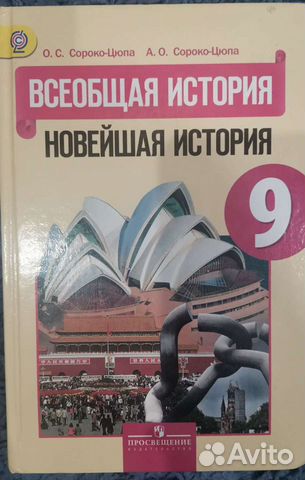 О. С. Сороко-Цюпа А. О. Сороко-Цюпа
ВСЕОБЩАЯ ИСТОРИЯ
НОВЕЙШАЯ ИСТОРИЯ
9
ПРОСВЕЩЕНИЕ
ИЗДАТЕЛЬСТВО
Avito